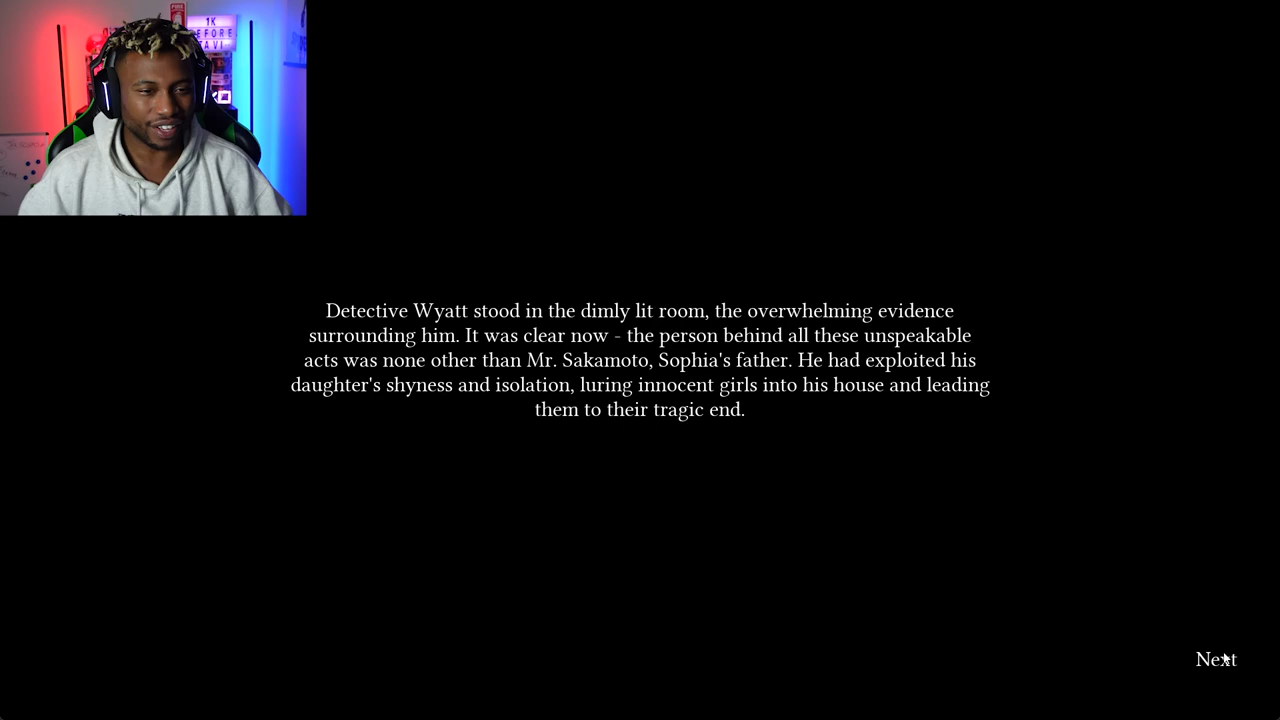 1K
Detective Wyatt stood in the dimly lit room, the overwhelming evidence
surrounding him. It was clear now - the person behind all these unspeakable
acts was none other than Mr. Sakamoto, Sophia's father. He had exploited his
daughter's shyness and isolation, luring innocent girls into his house and leading
them to their tragic end.
Next